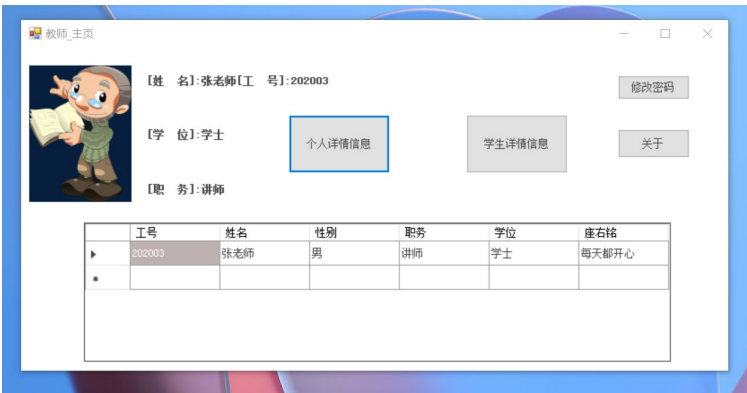 教师_主页
[姓　名]:张老师[工　号]:202003
修改密码
[学　位]:学士
个人详情信息
学生详情信息
关于
[职　务]:讲师
工号 姓名 性别 职务 学位 座右铭
202003 张老师 男 讲师 学士 每天都开心